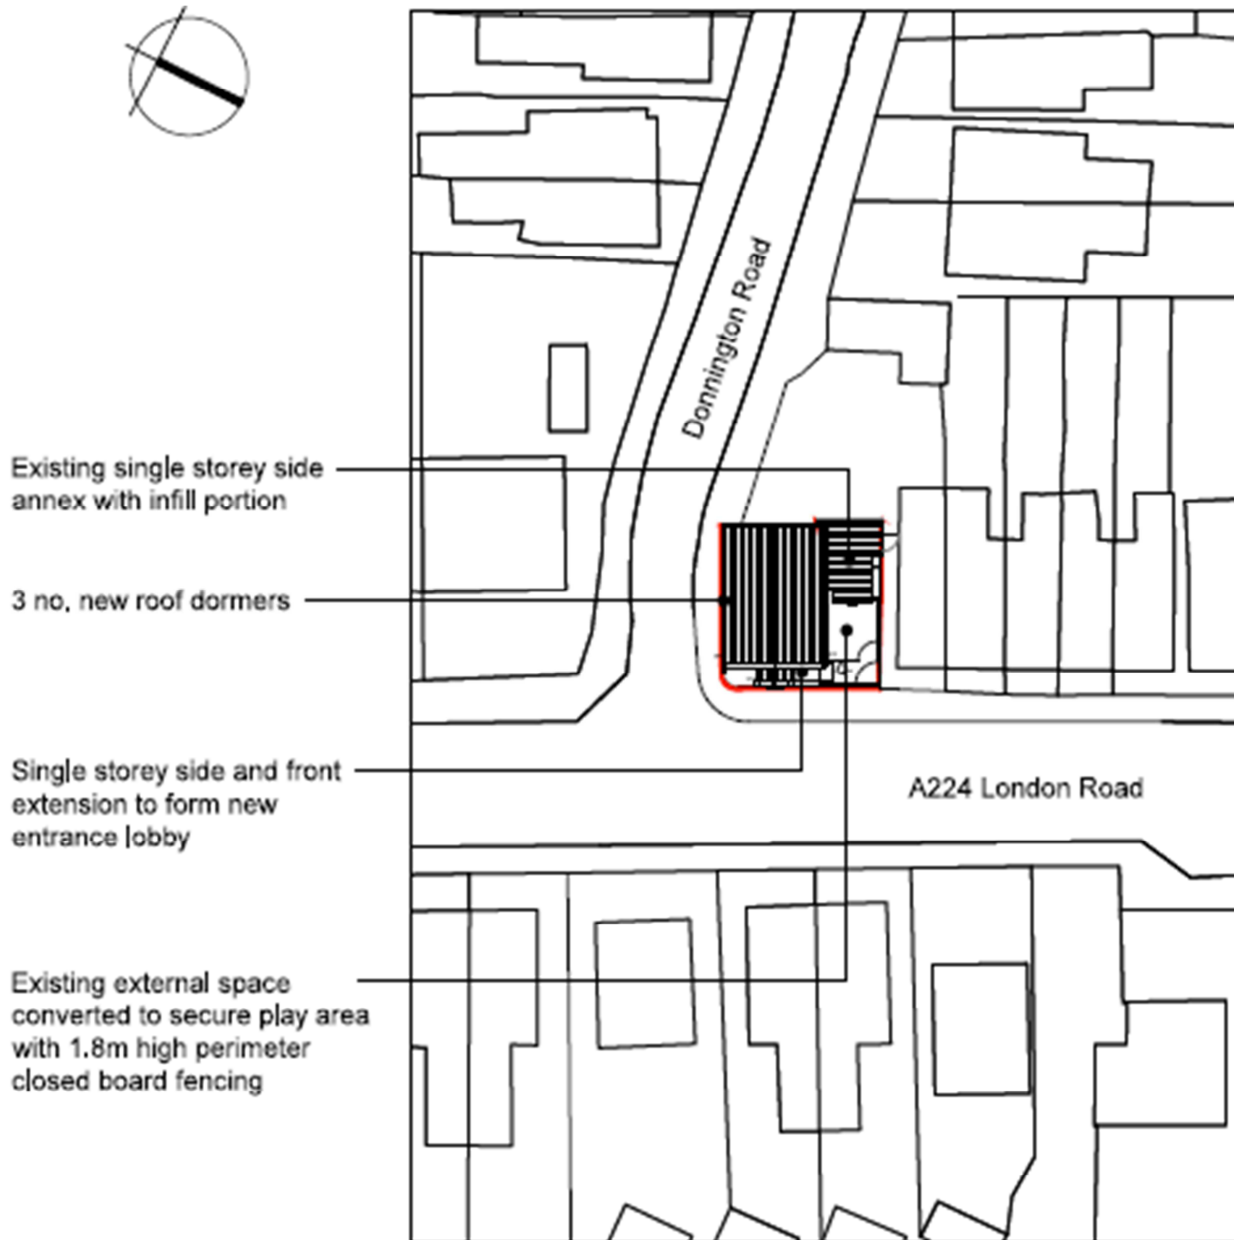 Donnington Road
Existing single storey side
annex with infill portion
3 no, new roof dormers
Single storey side and front
extension to form new
entrance lobby
A224 London Road
Existing external space
converted to secure play area
with 1.8m high perimeter
closed board fencing